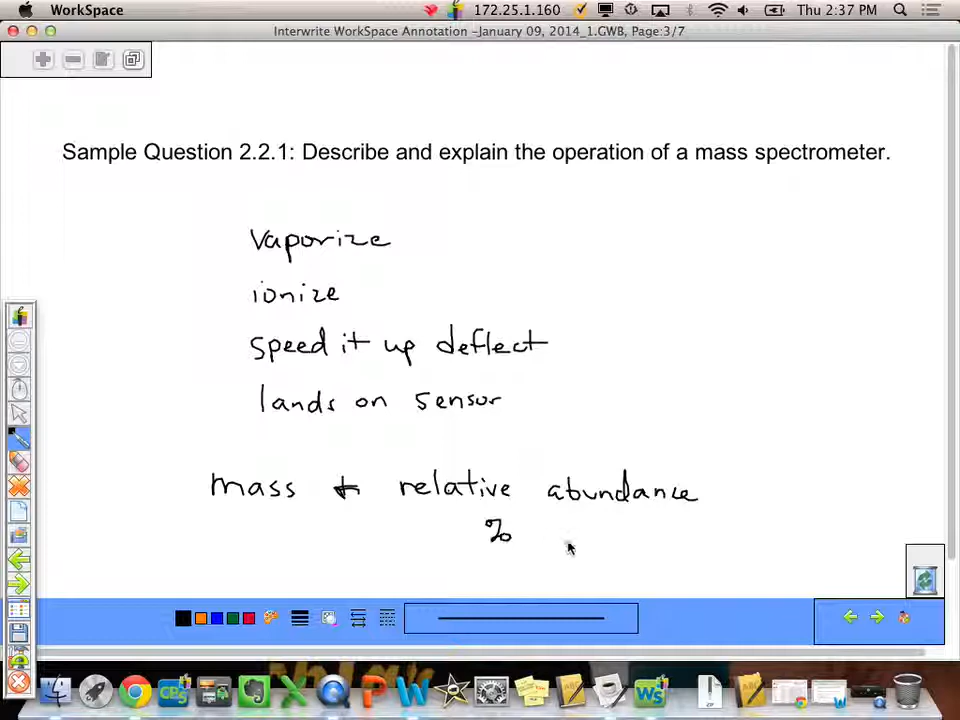 WorkSpace 172.25.1.160 Thu 2:37 PM
Interwrite WorkSpace Annotation –January 09, 2014_1.GWB, Page:3/7
Sample Question 2.2.1: Describe and explain the operation of a mass spectrometer.
vaporize
ionize
speed it up deflect
lands on sensor
mass + relative abundance
%